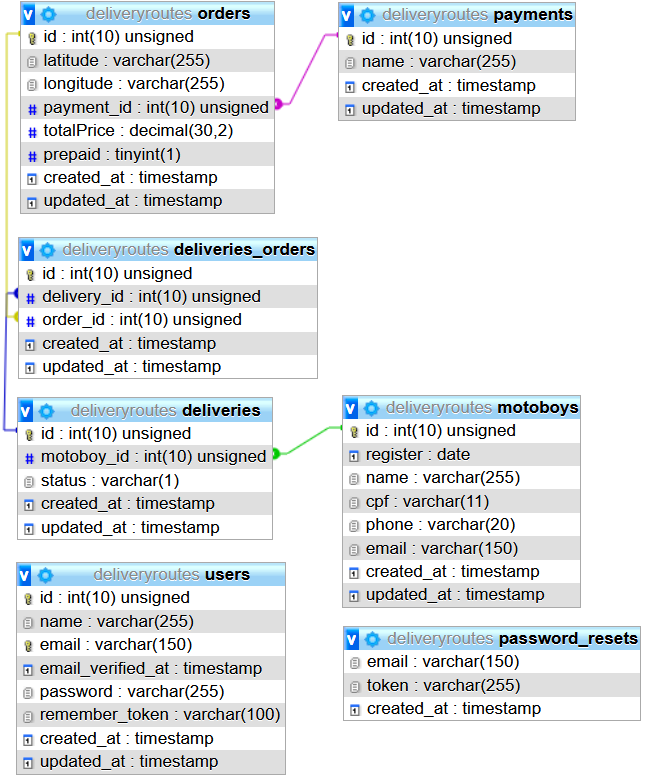 v deliveryroutes orders
id : int(10) unsigned
latitude : varchar(255)
longitude : varchar(255)
# payment_id : int(10) unsigned
# totalPrice : decimal(30,2)
# prepaid : tinyint(1)
created_at : timestamp
updated_at : timestamp
v deliveryroutes payments
id : int(10) unsigned
name : varchar(255)
created_at : timestamp
updated_at : timestamp
v deliveryroutes deliveries_orders
id : int(10) unsigned
# delivery_id : int(10) unsigned
# order_id : int(10) unsigned
created_at : timestamp
updated_at : timestamp
v deliveryroutes deliveries
id : int(10) unsigned
# motoboy_id : int(10) unsigned
status : varchar(1)
created_at : timestamp
updated_at : timestamp
v deliveryroutes motoboys
id : int(10) unsigned
register : date
name : varchar(255)
cpf : varchar(11)
phone : varchar(20)
email : varchar(150)
created_at : timestamp
updated_at : timestamp
v deliveryroutes users
id : int(10) unsigned
name : varchar(255)
email : varchar(150)
email_verified_at : timestamp
password : varchar(255)
remember_token : varchar(100)
created_at : timestamp
updated_at : timestamp
v deliveryroutes password_resets
email : varchar(150)
token : varchar(255)
created_at : timestamp